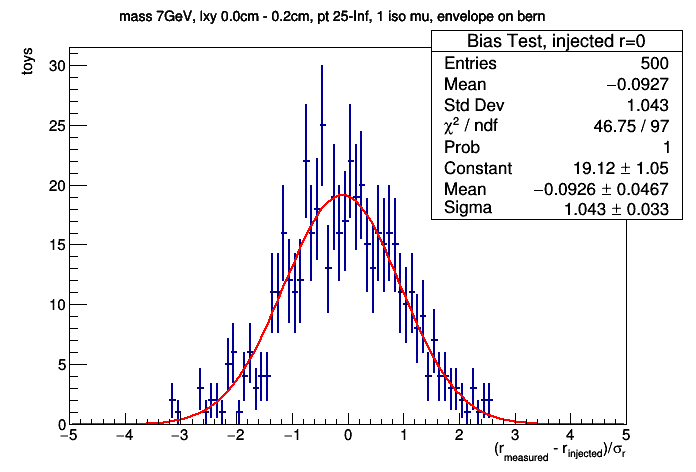 mass 7GeV, lxy 0.0cm - 0.2cm, pt 25-Inf, 1 iso mu, envelope on bern
toys
Bias Test, injected r=0
Entries 500
Mean −0.0927
Std Dev 1.043
χ² / ndf 46.75 / 97
Prob 1
Constant 19.12 ± 1.05
Mean −0.0926 ± 0.0467
Sigma 1.043 ± 0.033
30
25
20
15
10
5
0
−5 −4 −3 −2 −1 0 1 2 3 4 5
(r_measured - r_injected)/σ_r